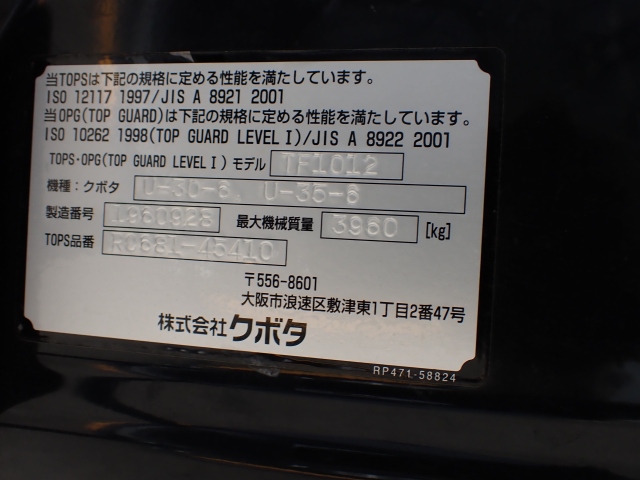 当TOPSは下記の規格に定める性能を満たしています。
ISO 12117 1997/JIS A 8921 2001
当OPG(TOP GUARD)は下記の規格に定める性能を満たしています。
ISO 10262 1998(TOP GUARD LEVEL I)/JIS A 8922 2001
TOPS・OPG(TOP GUARD LEVEL I) モデル TF1012
機種：クボタ U-30-6, U-35-6
製造番号 1960928 最大機械質量 3960 [kg]
TOPS品番 RC681-45410
〒556-8601
大阪市浪速区敷津東1丁目2番47号
株式会社クボタ
RP471-58824